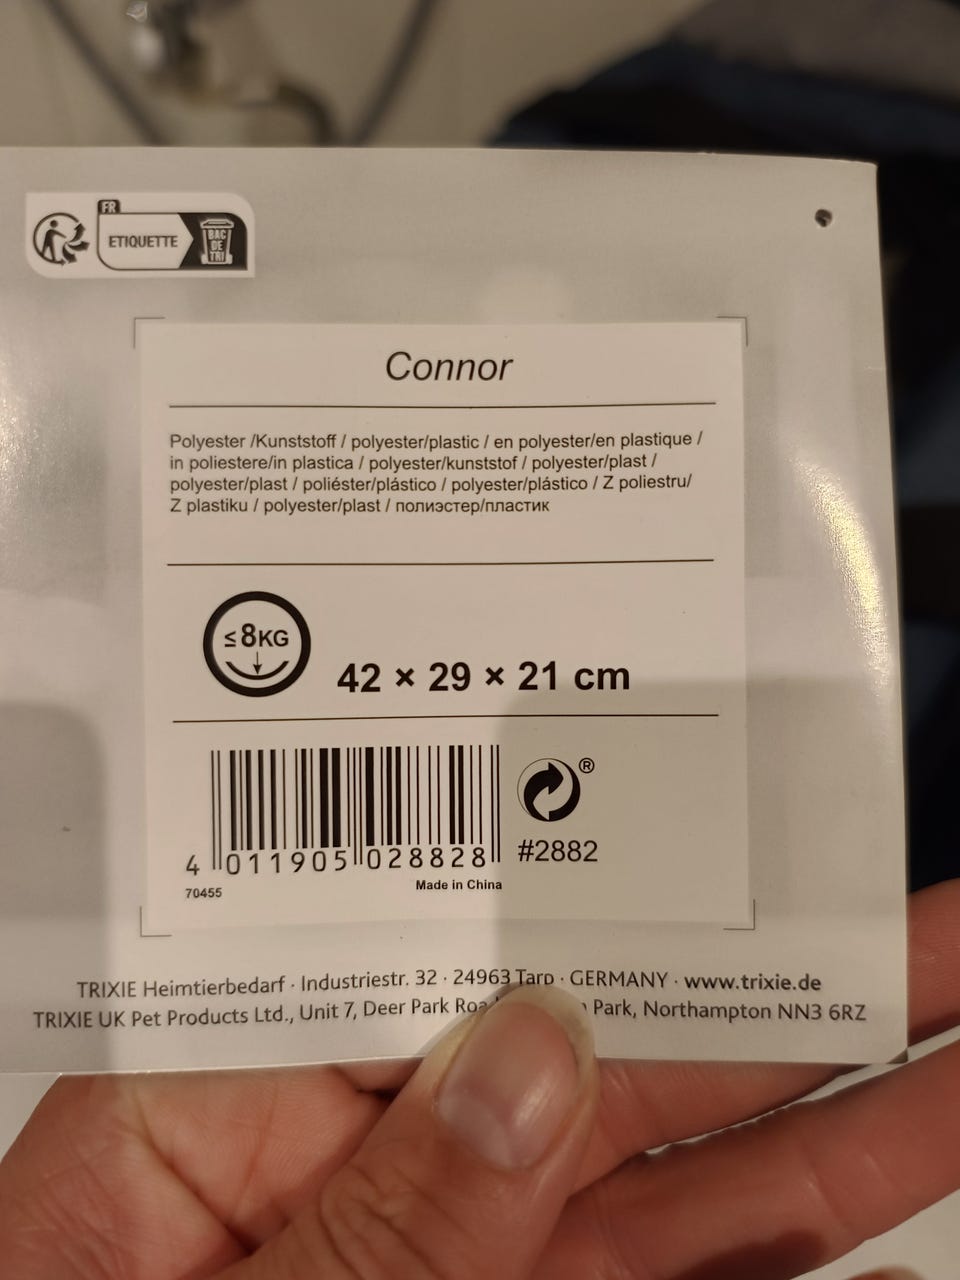 FR
ETIQUETTE
BAC
DE
TRI
Connor
Polyester /Kunststoff / polyester/plastic / en polyester/en plastique /
in poliestere/in plastica / polyester/kunststof / polyester/plast /
polyester/plast / poliéster/plástico / polyester/plástico / Z poliestru/
Z plastiku / polyester/plast / полиэстер/пластик
≤8KG
42 × 29 × 21 cm
4 011905 028828
®
#2882
70455
Made in China
TRIXIE Heimtierbedarf · Industriestr. 32 · 24963 Tarp · GERMANY · www.trixie.de
TRIXIE UK Pet Products Ltd., Unit 7, Deer Park Park, Northampton NN3 6RZ